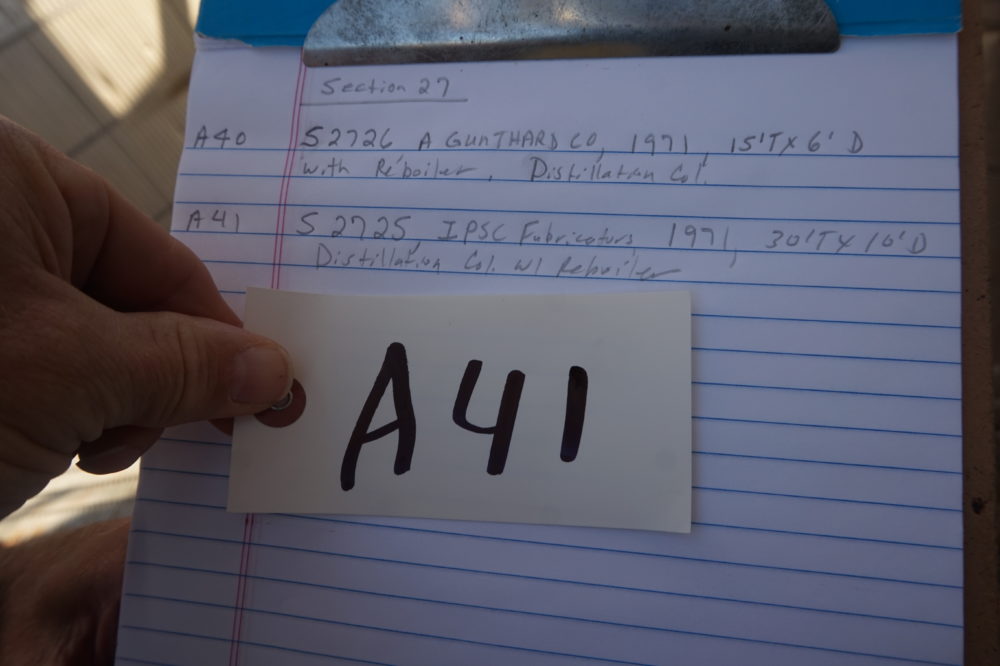 Section 27
A40 S2726 A GUNTHARD CO, 1971, 15'T x 6' D
with Reboiler, Distillation Col.
A41 S 2725, IPSC Fabricators, 1971, 30'T x 10'D
Distillation Col. w/ Reboiler
A41